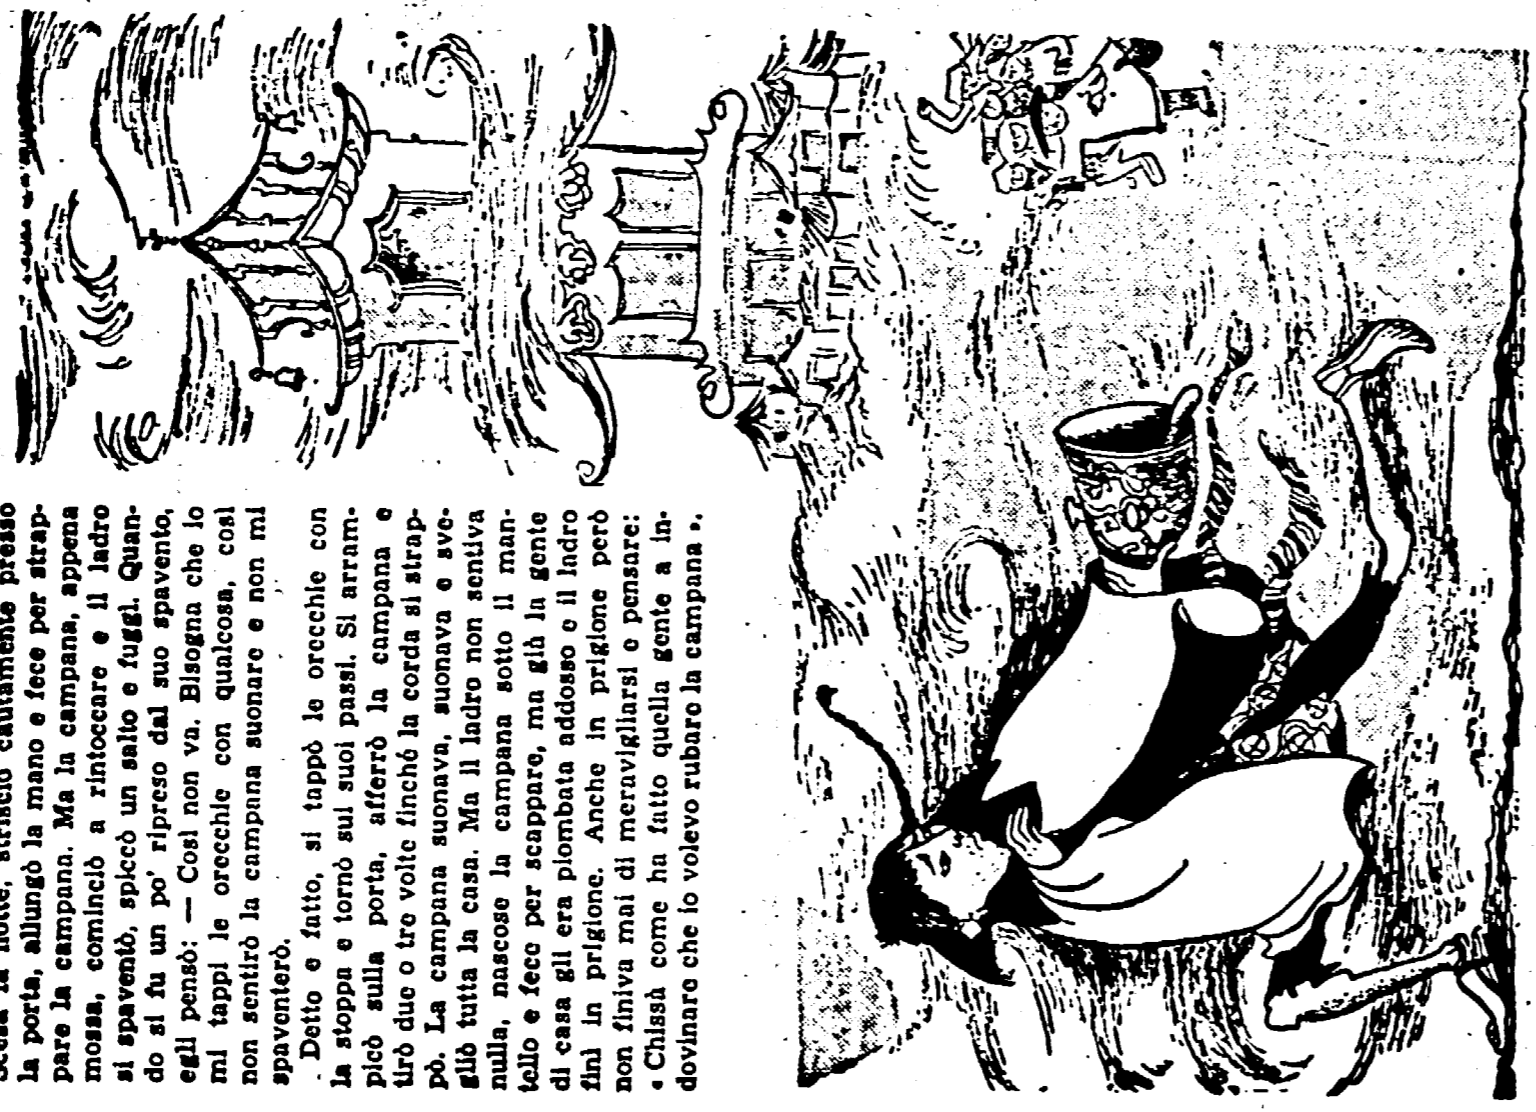 scesa la notte, strisciò cautamente presso
la porta, allungò la mano e fece per strap-
pare la campana. Ma la campana, appena
mossa, cominciò a rintoccare e il ladro
si spaventò, spiccò un salto e fuggì. Quan-
do si fu un po' ripreso dal suo spavento,
egli pensò: — Così non va. Bisogna che io
mi tappi le orecchie con qualcosa, così
non sentirò la campana suonare e non mi
spaventerò.
Detto e fatto, si tappò le orecchie con
la stoppa e tornò sui suoi passi. Si arram-
picò sulla porta, afferrò la campana e
tirò due o tre volte finchè la corda si strap-
pò. La campana suonava, suonava e sve-
gliò tutta la casa. Ma il ladro non sentiva
nulla, nascose la campana sotto il man-
tello e fece per scappare, ma già la gente
di casa gli era piombata addosso e il ladro
finì in prigione. Anche in prigione però
non finiva mai di meravigliarsi e pensare:
« Chissà come ha fatto quella gente a in-
dovinare che io volevo rubare la campana ».